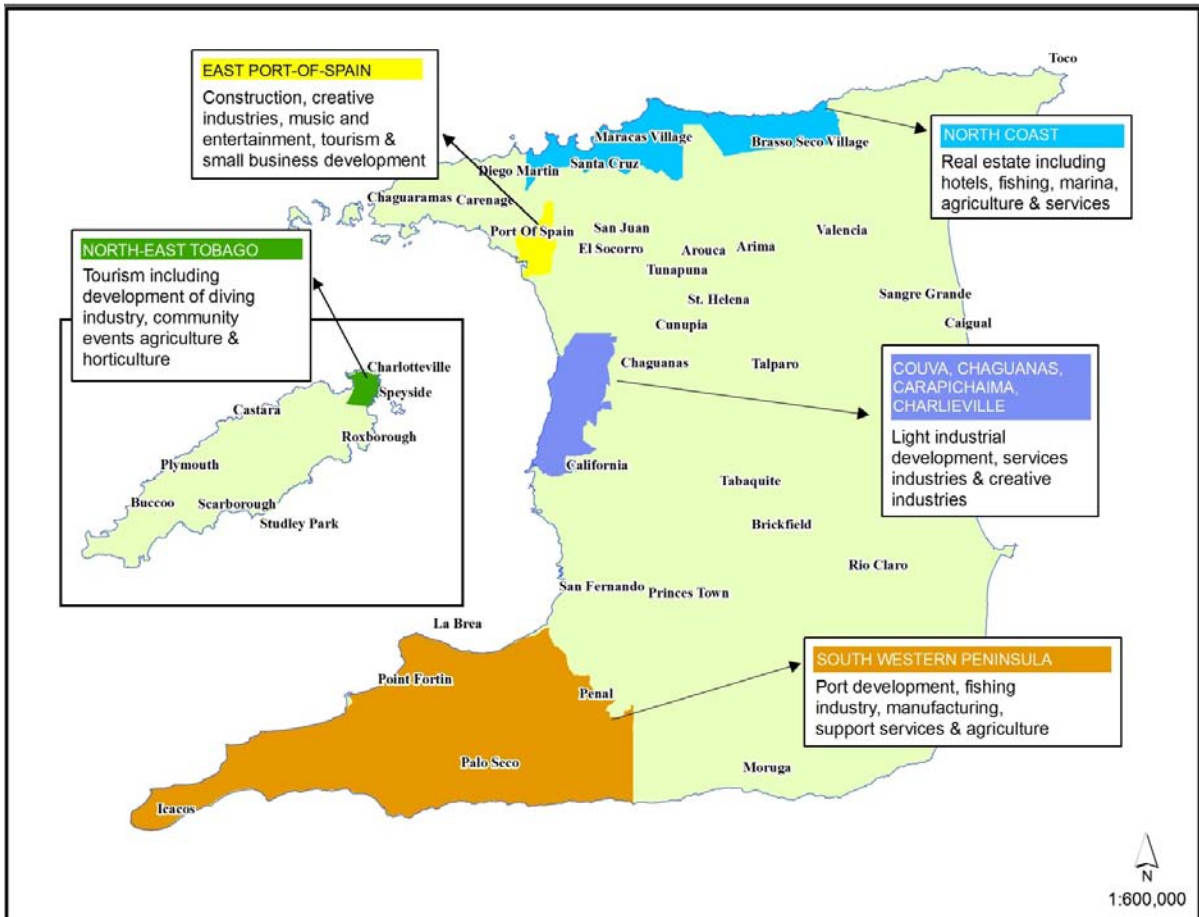 Toco
EAST PORT-OF-SPAIN
Construction, creative
industries, music and
entertainment, tourism &
small business development
NORTH COAST
Real estate including
hotels, fishing, marina,
agriculture & services
Maracas Village
Brasso Seco Village
Santa Cruz
Diego Martin
Chaguaramas
Carenage
Port Of Spain
San Juan
El Socorro
Valencia
Arouca
Arima
Tunapuna
St. Helena
Sangre Grande
Cunupia
Caigual
NORTH-EAST TOBAGO
Tourism including
development of diving
industry, community
events agriculture &
horticulture
Charlotteville
Speyside
Castara
Roxborough
Plymouth
Buccoo
Scarborough
Studley Park
Chaguanas
Talparo
COUVA, CHAGUANAS,
CARAPICHAIMA,
CHARLIEVILLE
Light industrial
development, services
industries & creative
industries
California
Tabaquite
Brickfield
Rio Claro
San Fernando
Princes Town
La Brea
SOUTH WESTERN PENINSULA
Port development, fishing
industry, manufacturing,
support services & agriculture
Point Fortin
Penal
Palo Seco
Moruga
Icacos
N
1:600,000